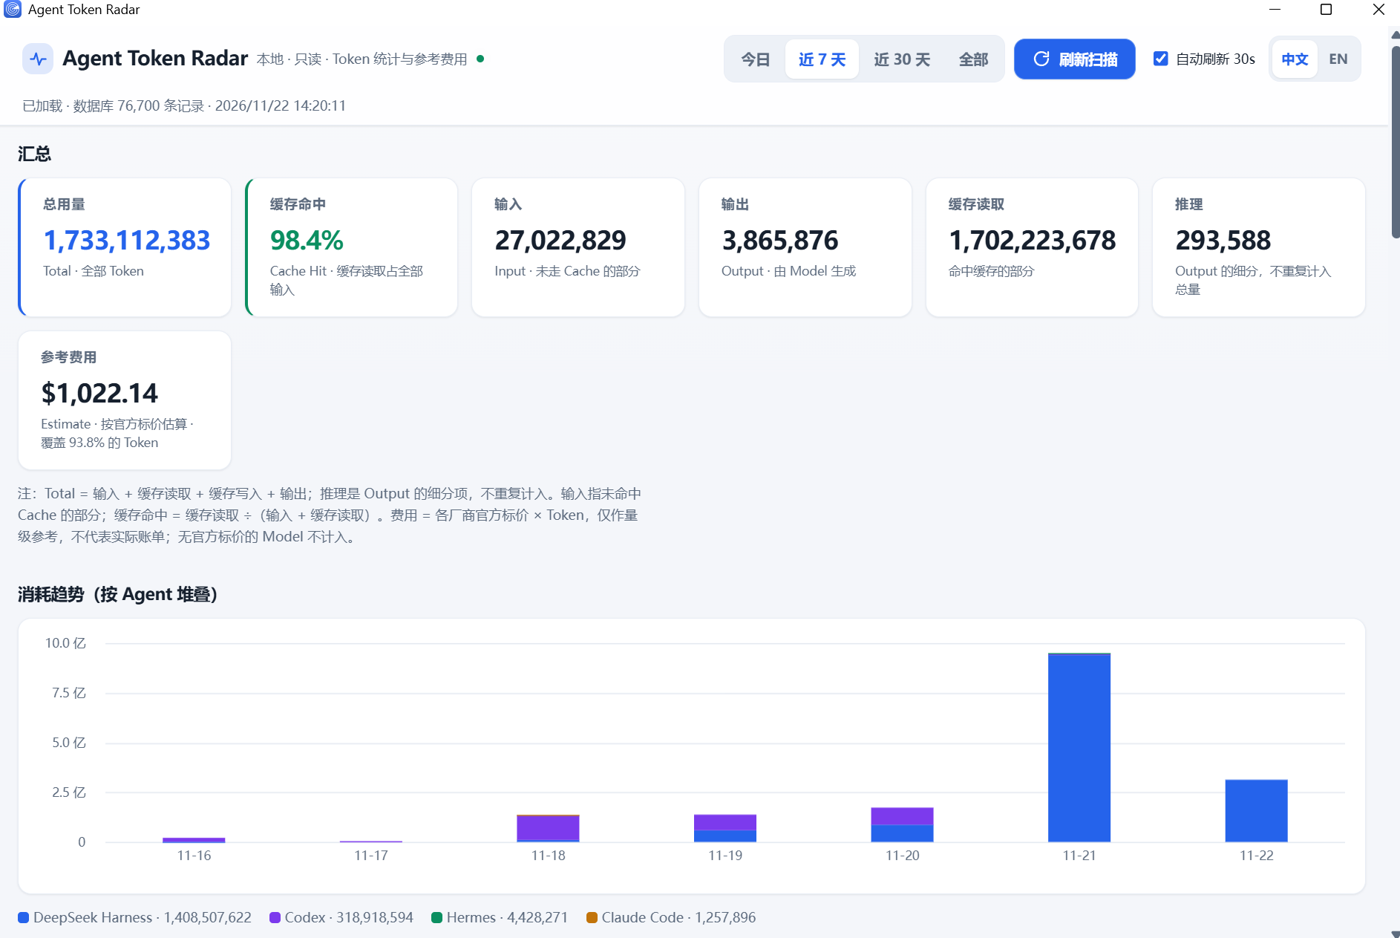 Agent Token Radar
Agent Token Radar 本地 · 只读 · Token 统计与参考费用
今日 近 7 天 近 30 天 全部 刷新扫描 自动刷新 30s 中文 EN
已加载 · 数据库 76,700 条记录 · 2026/11/22 14:20:11
汇总
总用量
1,733,112,383
Total · 全部 Token
缓存命中
98.4%
Cache Hit · 缓存读取占全部
输入
输入
27,022,829
Input · 未走 Cache 的部分
输出
3,865,876
Output · 由 Model 生成
缓存读取
1,702,223,678
命中缓存的部分
推理
293,588
Output 的细分，不重复计入
总量
参考费用
$1,022.14
Estimate · 按官方标价估算 ·
覆盖 93.8% 的 Token
注：Total = 输入 + 缓存读取 + 缓存写入 + 输出；推理是 Output 的细分项，不重复计入。输入指未命中
Cache 的部分；缓存命中 = 缓存读取 ÷（输入 + 缓存读取）。费用 = 各厂商官方标价 × Token，仅作量
级参考，不代表实际账单；无官方标价的 Model 不计入。
消耗趋势（按 Agent 堆叠）
10.0 亿
7.5 亿
5.0 亿
2.5 亿
0
11-16 11-17 11-18 11-19 11-20 11-21 11-22
DeepSeek Harness · 1,408,507,622 Codex · 318,918,594 Hermes · 4,428,271 Claude Code · 1,257,896